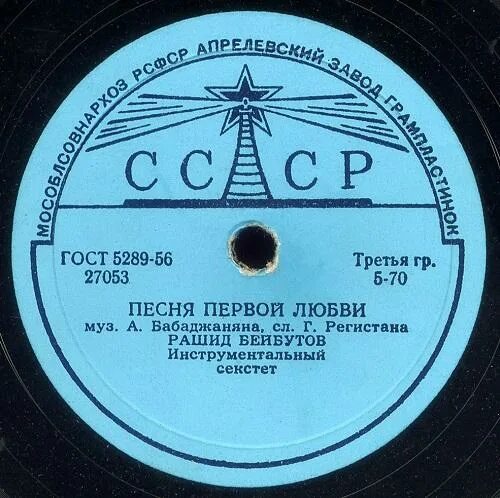 МОСОБЛСОВНАРХОЗ РСФСР АПРЕЛЕВСКИЙ ЗАВОД ГРАМПЛАСТИНОК
СССР
ГОСТ 5289-56
27053
Третья гр.
5-70
ПЕСНЯ ПЕРВОЙ ЛЮБВИ
муз. А. Бабаджаняна, сл. Г. Регистана
РАШИД БЕЙБУТОВ
Инструментальный
секстет